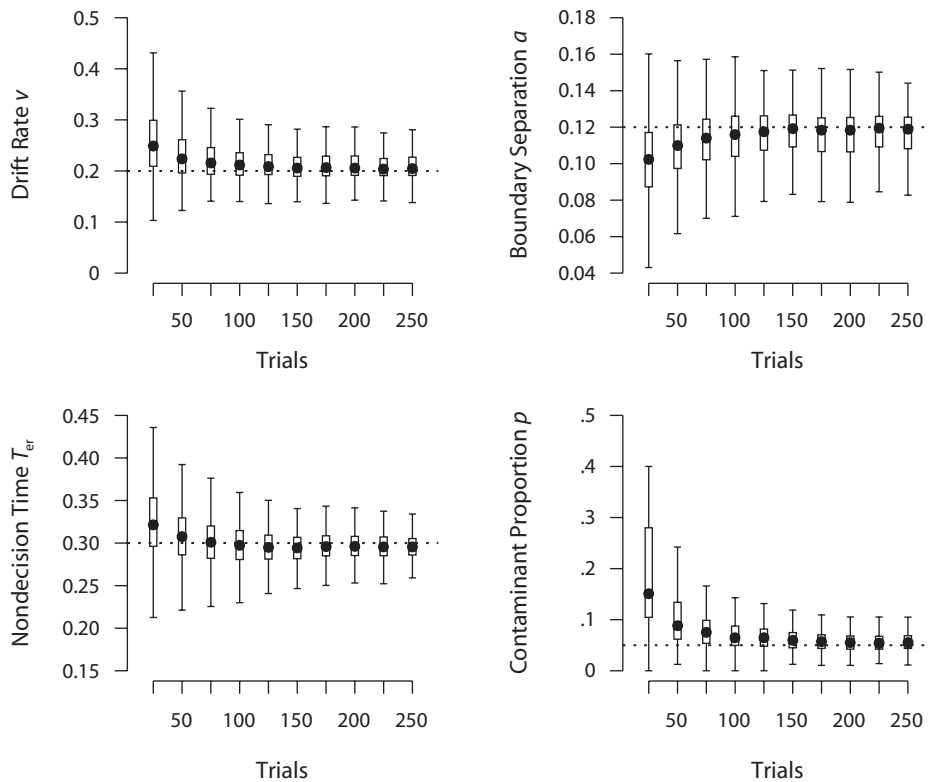 Drift Rate v
0.5
0.4
0.3
0.2
0.1
0
50 100 150 200 250
Trials
Boundary Separation a
0.18
0.16
0.14
0.12
0.10
0.08
0.06
0.04
50 100 150 200 250
Trials
Nondecision Time Ter
0.45
0.40
0.35
0.30
0.25
0.20
0.15
50 100 150 200 250
Trials
Contaminant Proportion p
.5
.4
.3
.2
.1
0
50 100 150 200 250
Trials